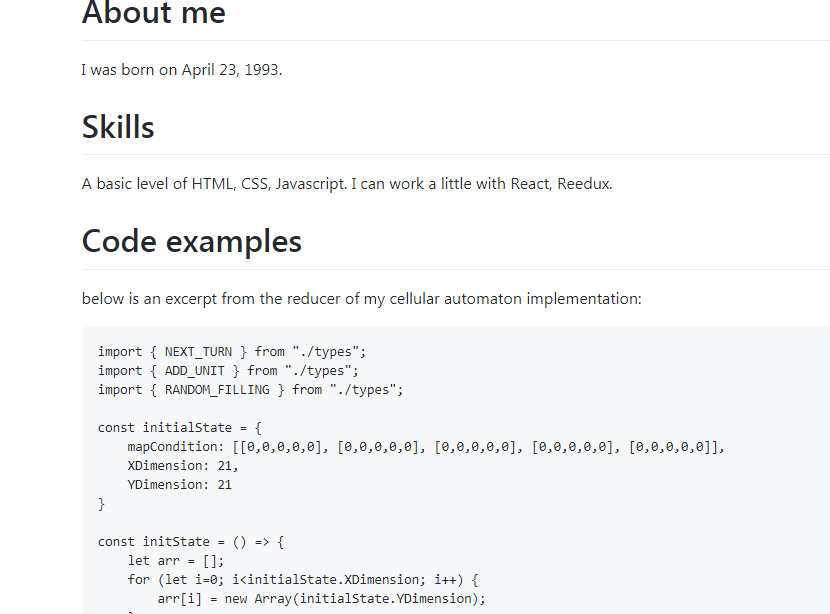 About me
I was born on April 23, 1993.
Skills
A basic level of HTML, CSS, Javascript. I can work a little with React, Reedux.
Code examples
below is an excerpt from the reducer of my cellular automaton implementation:
import { NEXT_TURN } from "./types";
import { ADD_UNIT } from "./types";
import { RANDOM_FILLING } from "./types";
const initialState = {
    mapCondition: [[0,0,0,0,0], [0,0,0,0,0], [0,0,0,0,0], [0,0,0,0,0], [0,0,0,0,0]],
    XDimension: 21,
    YDimension: 21
}
const initState = () => {
    let arr = [];
    for (let i=0; i<initialState.XDimension; i++) {
        arr[i] = new Array(initialState.YDimension);